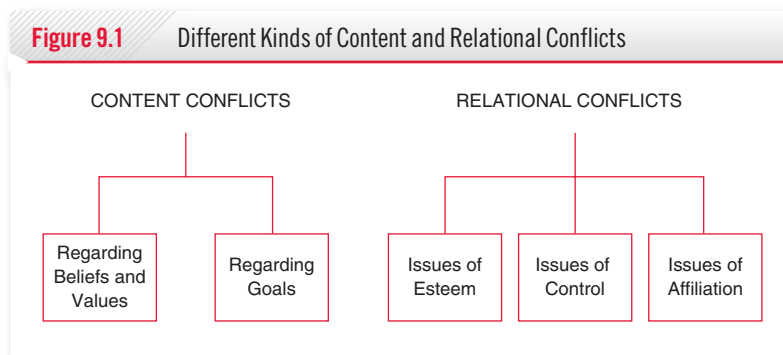 Figure 9.1 Different Kinds of Content and Relational Conflicts
CONTENT CONFLICTS
RELATIONAL CONFLICTS
Regarding
Beliefs and
Values
Regarding
Goals
Issues of
Esteem
Issues of
Control
Issues of
Affiliation